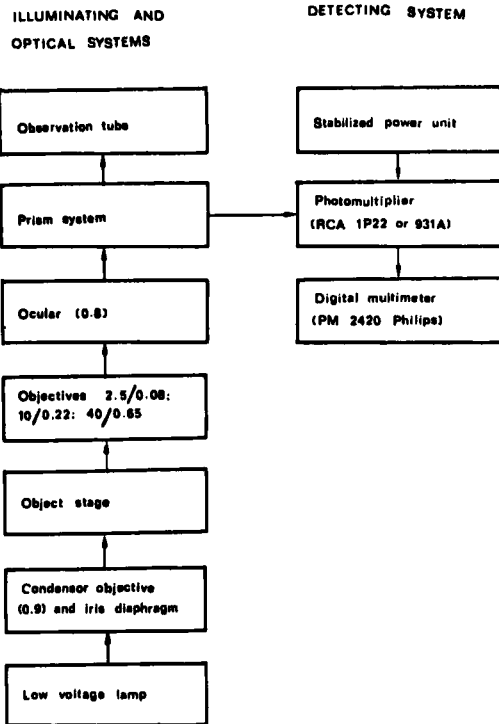 ILLUMINATING AND
OPTICAL SYSTEMS
DETECTING SYSTEM
Observation tube
Prism system
Ocular (0.8)
Objectives 2.5/0.08;
10/0.22; 40/0.65
Object stage
Condensor objective
(0.9) and iris diaphragm
Low voltage lamp
Stabilized power unit
Photomultiplier
(RCA 1P22 or 931A)
Digital multimeter
(PM 2420 Philips)